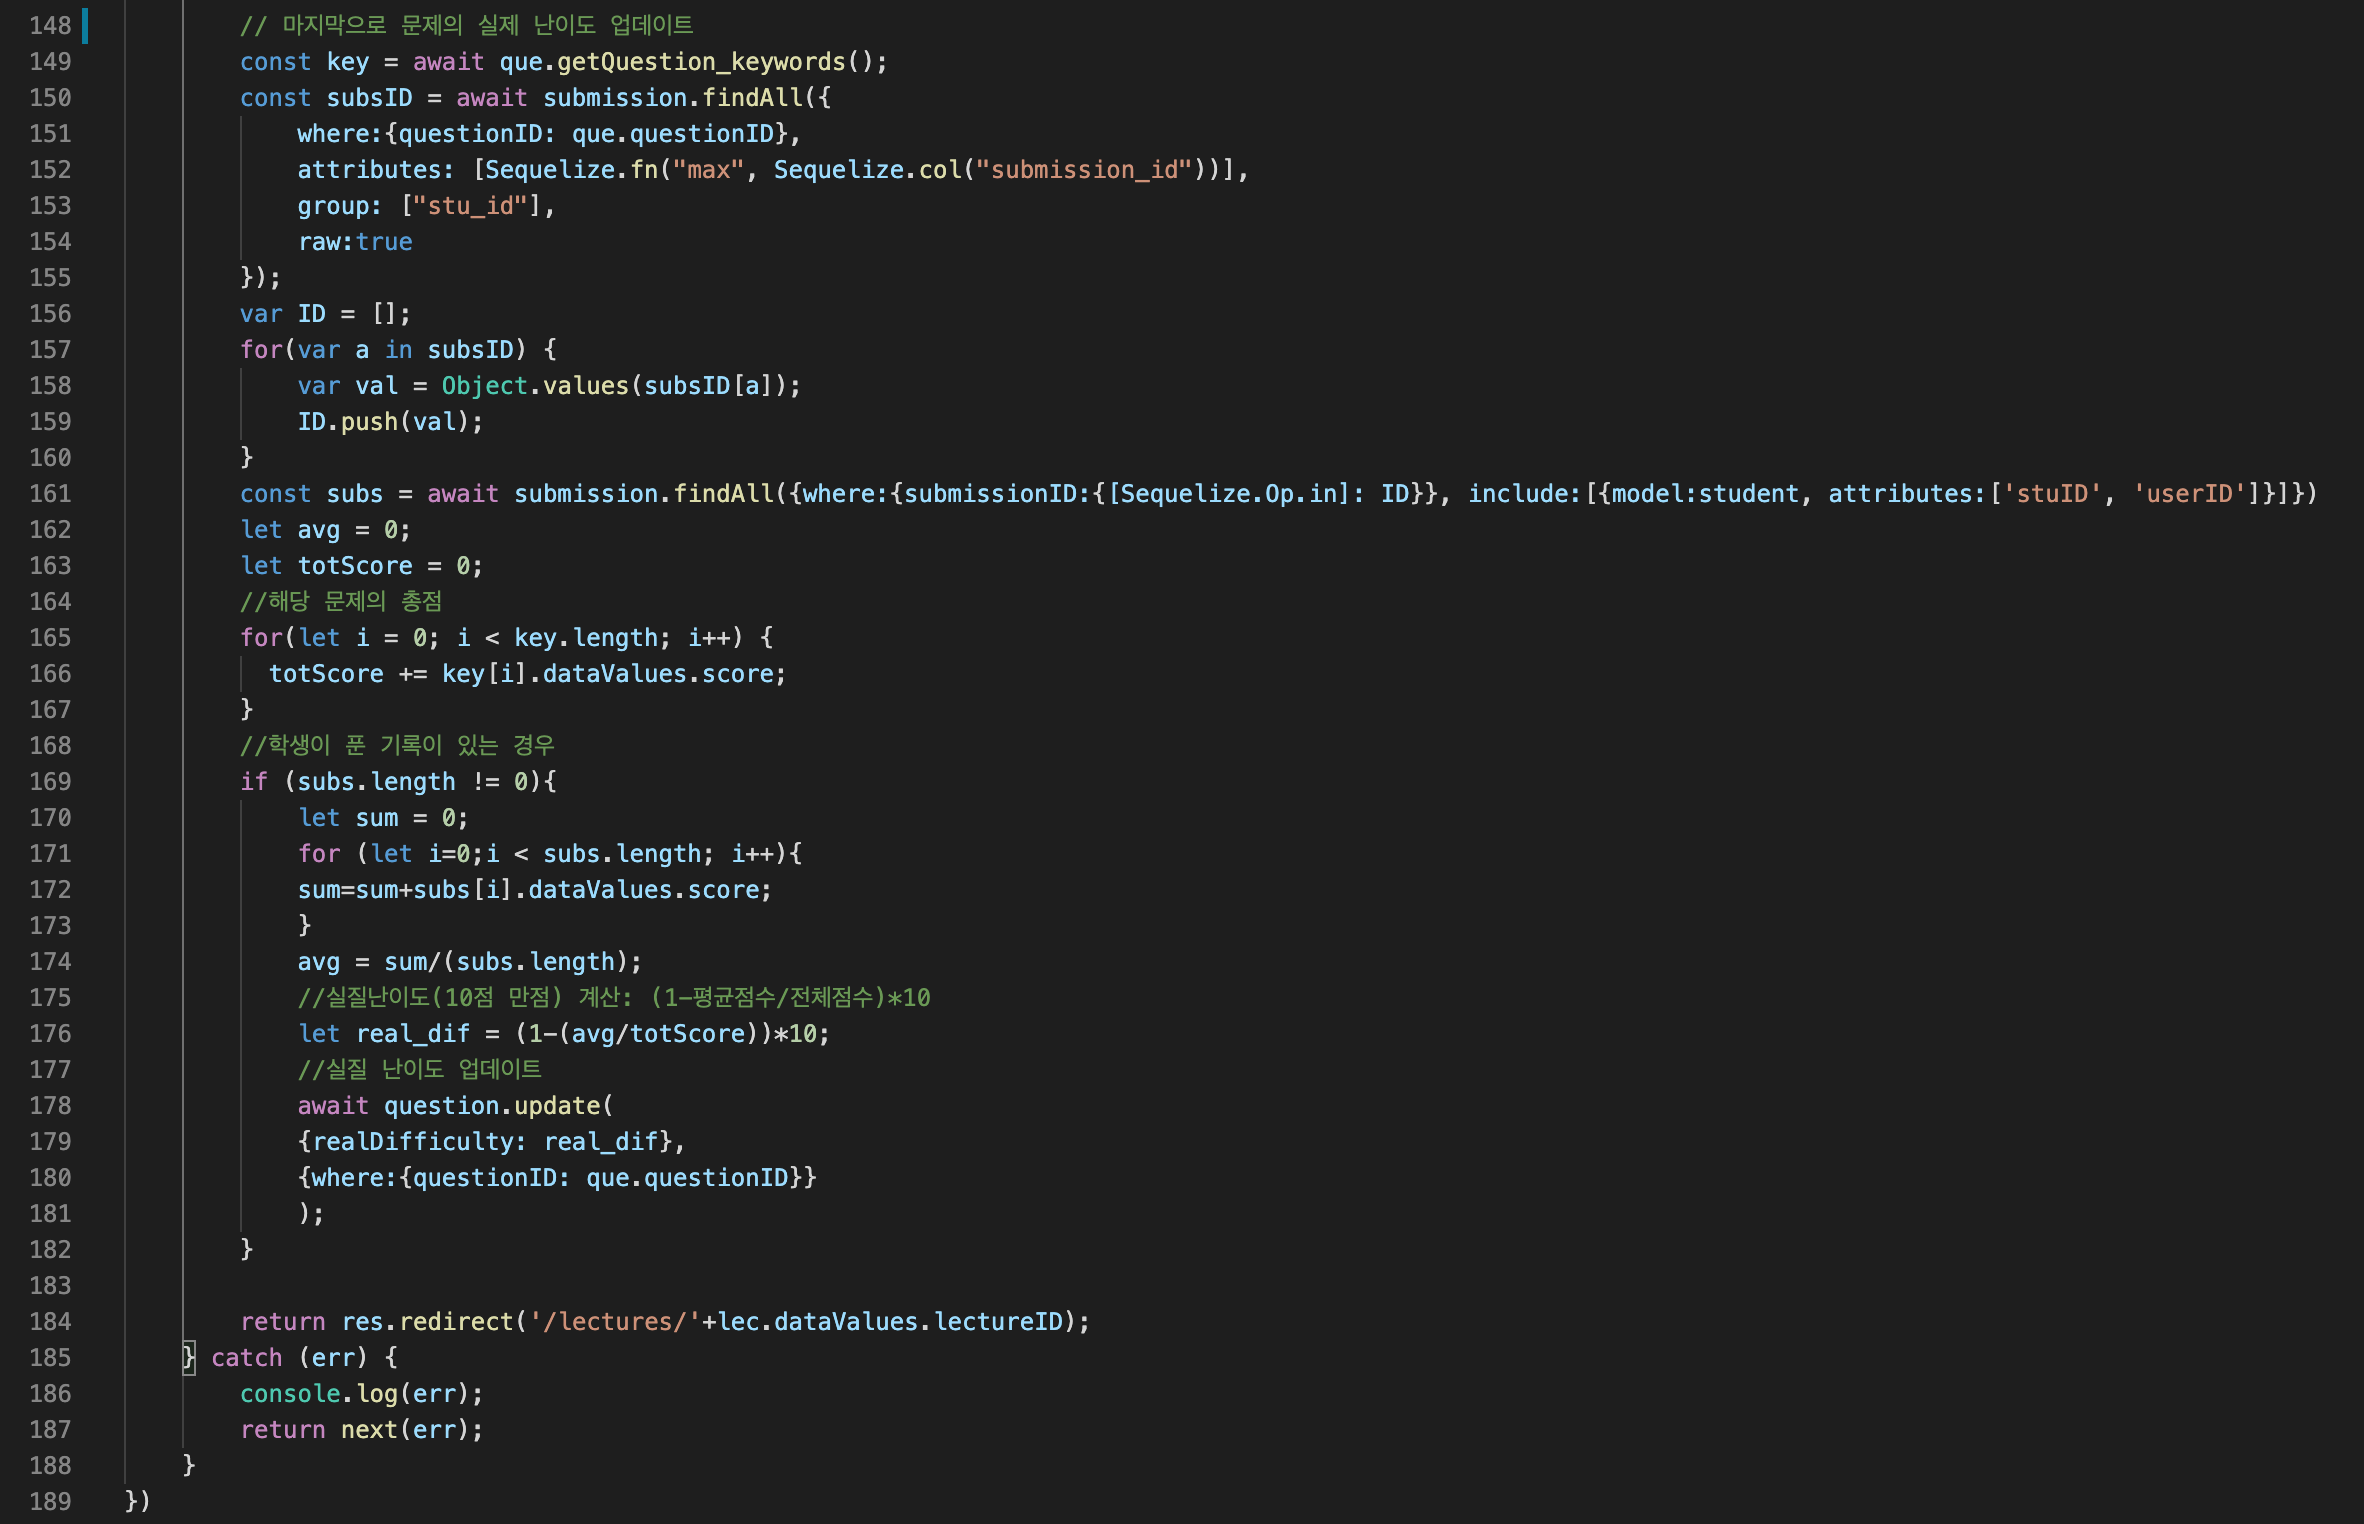 148 // 마지막으로 문제의 실제 난이도 업데이트
149 const key = await que.getQuestion_keywords();
150 const subsID = await submission.findAll({
151 where:{questionID: que.questionID},
152 attributes: [Sequelize.fn("max", Sequelize.col("submission_id"))],
153 group: ["stu_id"],
154 raw:true
155 });
156 var ID = [];
157 for(var a in subsID) {
158 var val = Object.values(subsID[a]);
159 ID.push(val);
160 }
161 const subs = await submission.findAll({where:{submissionID:{[Sequelize.Op.in]: ID}}, include:[{model:student, attributes:['stuID', 'userID']}]})
162 let avg = 0;
163 let totScore = 0;
164 //해당 문제의 총점
165 for(let i = 0; i < key.length; i++) {
166 totScore += key[i].dataValues.score;
167 }
168 //학생이 푼 기록이 있는 경우
169 if (subs.length != 0){
170 let sum = 0;
171 for (let i=0;i < subs.length; i++){
172 sum=sum+subs[i].dataValues.score;
173 }
174 avg = sum/(subs.length);
175 //실질난이도(10점 만점) 계산: (1-평균점수/전체점수)*10
176 let real_dif = (1-(avg/totScore))*10;
177 //실질 난이도 업데이트
178 await question.update(
179 {realDifficulty: real_dif},
180 {where:{questionID: que.questionID}}
181 );
182 }
183
184 return res.redirect('/lectures/'+lec.dataValues.lectureID);
185 } catch (err) {
186 console.log(err);
187 return next(err);
188 }
189 })